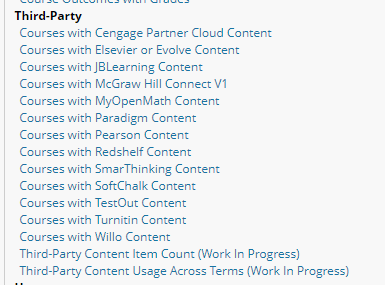 Course Outcomes with Grades
Third-Party
Courses with Cengage Partner Cloud Content
Courses with Elsevier or Evolve Content
Courses with JBLearning Content
Courses with McGraw Hill Connect V1
Courses with MyOpenMath Content
Courses with Paradigm Content
Courses with Pearson Content
Courses with Redshelf Content
Courses with SmarThinking Content
Courses with SoftChalk Content
Courses with TestOut Content
Courses with Turnitin Content
Courses with Willo Content
Third-Party Content Item Count (Work In Progress)
Third-Party Content Usage Across Terms (Work In Progress)